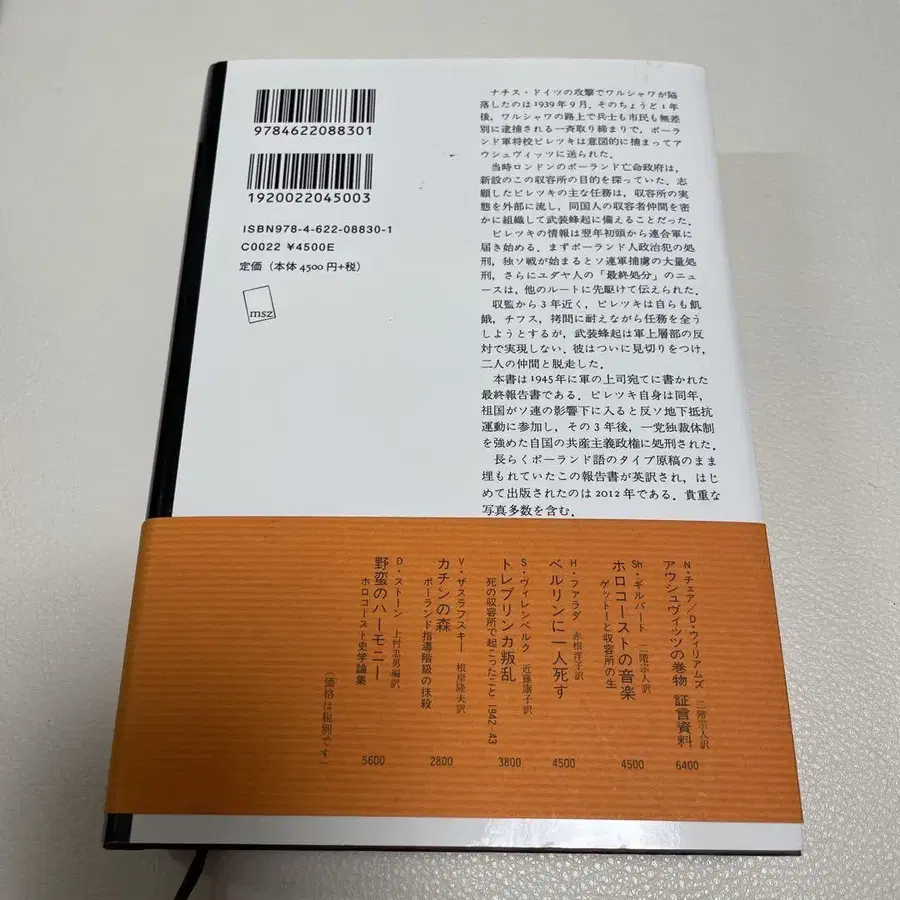 9784622088301
1920022045003
ISBN978-4-622-08830-1
C0022 ¥4500E
定価（本体 4500 円+税）
msz
ナチス・ドイツの攻撃でワルシャワが陥
落したのは1939年9月．そのちょうど1年
後，ワルシャワの路上で兵士も市民も無差
別に逮捕される一斉取り締まりで，ポーラ
ンド軍将校ピレツキは意図的に捕まってア
ウシュヴィッツに送られた．
当時ロンドンのポーランド亡命政府は，
新設のこの収容所の目的を探っていた．志
願したピレツキの主な任務は，収容所の実
態を外部に流し，同国人の収容者仲間を密
かに組織して武装蜂起に備えることだった．
ピレツキの情報は翌年初頭から連合軍に
届き始める．まずポーランド人政治犯の処
刑，独ソ戦が始まるとソ連軍捕虜の大量処
刑，さらにユダヤ人の「最終処分」のニュ
ースは，他のルートに先駆けて伝えられた．
収監から3年近く，ピレツキは自らも飢
餓，チフス，拷問に耐えながら任務を全う
しようとするが，武装蜂起は軍上層部の反
対で実現しない．彼はついに見切りをつけ，
二人の仲間と脱走した．
本書は1945年に軍の上司宛てに書かれた
最終報告書である．ピレツキ自身は同年，
祖国がソ連の影響下に入ると反ソ地下抵抗
運動に参加し，その3年後，一党独裁体制
を強めた自国の共産主義政権に処刑された．
長らくポーランド語のタイプ原稿のまま
埋もれていたこの報告書が英訳され，はじ
めて出版されたのは2012年である．貴重な
写真多数を含む．
N・チェア／D・ウィリアムズ 二階宗人訳
アウシュヴィッツの巻物 証言資料
6400
Sh・ギルバート 二階宗人訳
ホロコーストの音楽
ゲットーと収容所の生
4500
H・ファラダ 赤根洋子訳
ベルリンに一人死す
4500
S・ヴィレンベルク 近藤康子訳
トレブリンカ叛乱
死の収容所で起こったこと 1942-43
3800
V・ザスラフスキー 根岸隆夫訳
カチンの森
ポーランド指導階級の抹殺
2800
D・ストーン 上村忠男編訳
野蛮のハーモニー
ホロコースト史学論集
5600
（価格は税別です）